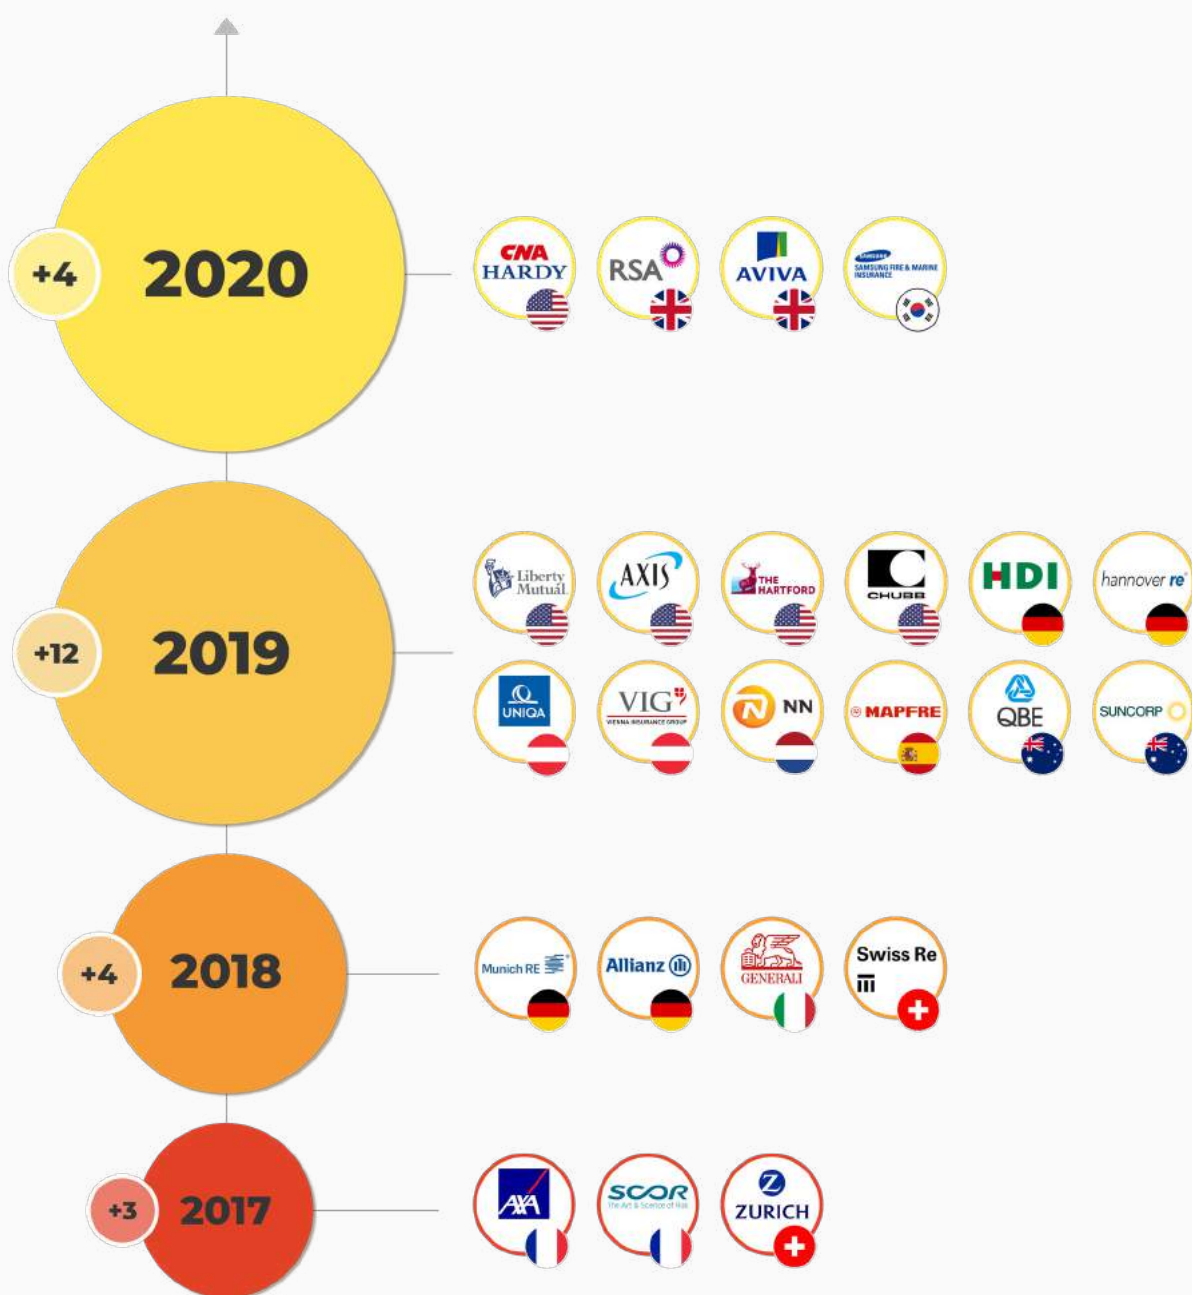 +4
2020
CNA
HARDY
RSA
AVIVA
SAMSUNG
SAMSUNG FIRE & MARINE
INSURANCE
+12
2019
Liberty
Mutual.
AXIS
THE
HARTFORD
CHUBB
HDI
hannover re®
UNIQA
VIG
VIENNA INSURANCE GROUP
NN
MAPFRE
QBE
SUNCORP
+4
2018
Munich RE
Allianz
GENERALI
Swiss Re
+3
2017
AXA
SCOR
The Art & Science of Risk
Z
ZURICH